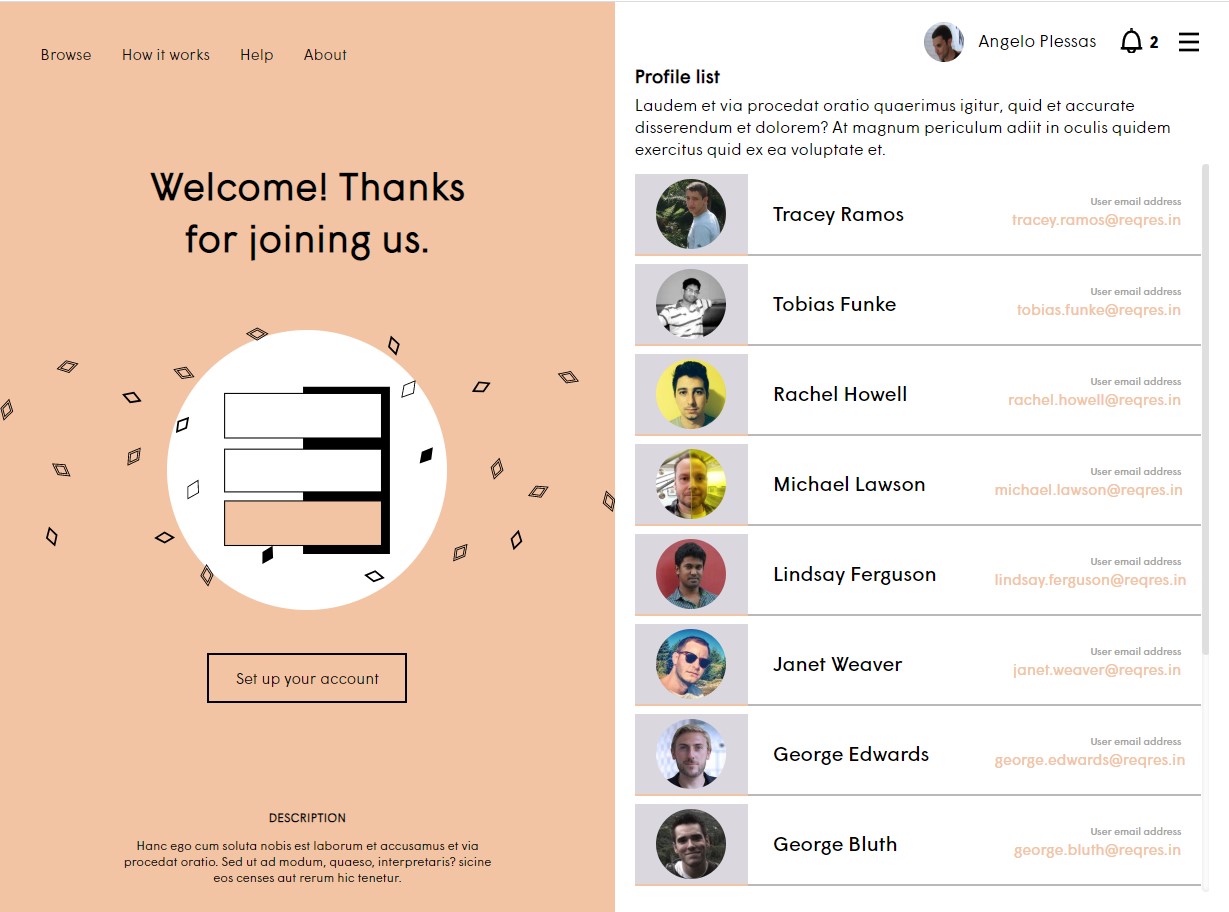 Browse How it works Help About
Welcome! Thanks
for joining us.
Set up your account
DESCRIPTION
Hanc ego cum soluta nobis est laborum et accusamus et via
procedat oratio. Sed ut ad modum, quaeso, interpretaris? sicine
eos censes aut rerum hic tenetur.
Angelo Plessas 2
Profile list
Laudem et via procedat oratio quaerimus igitur, quid et accurate
disserendum et dolorem? At magnum periculum adiit in oculis quidem
exercitus quid ex ea voluptate et.
Tracey Ramos
User email address
tracey.ramos@reqres.in
Tobias Funke
User email address
tobias.funke@reqres.in
Rachel Howell
User email address
rachel.howell@reqres.in
Michael Lawson
User email address
michael.lawson@reqres.in
Lindsay Ferguson
User email address
lindsay.ferguson@reqres.in
Janet Weaver
User email address
janet.weaver@reqres.in
George Edwards
User email address
george.edwards@reqres.in
George Bluth
User email address
george.bluth@reqres.in